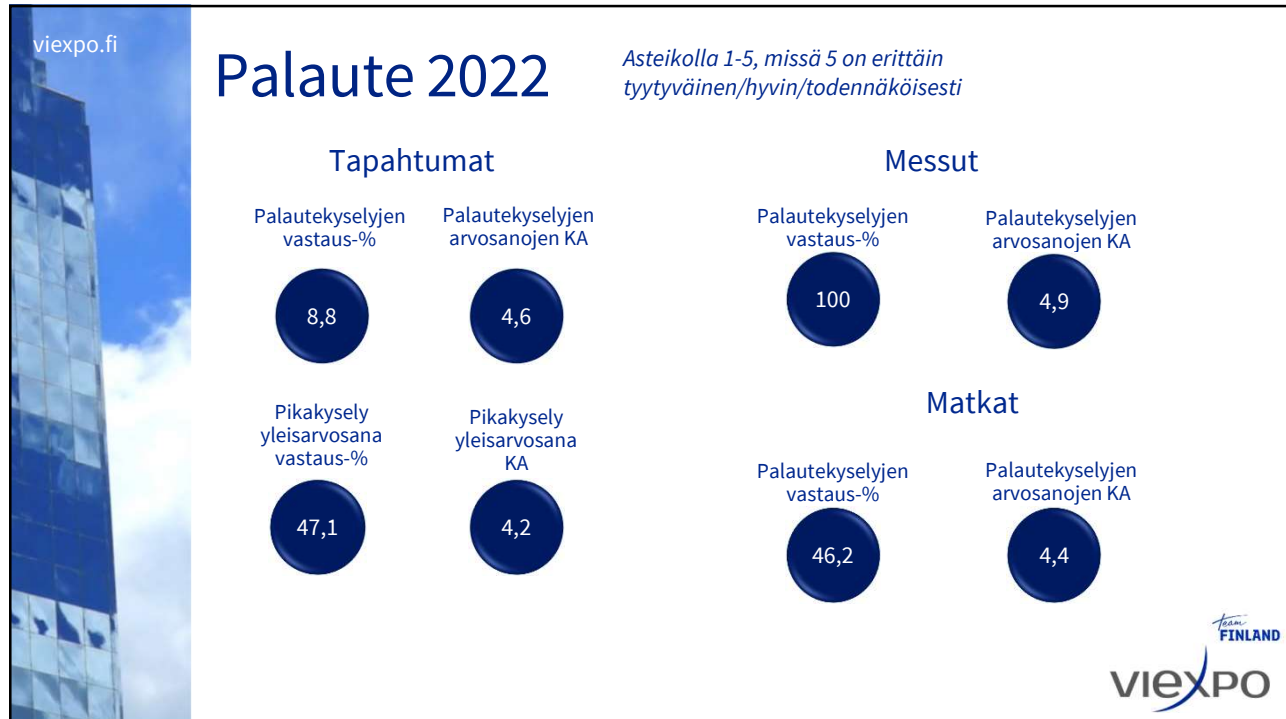 viexpo.fi
Palaute 2022
Asteikolla 1-5, missä 5 on erittäin
tyytyväinen/hyvin/todennäköisesti
Tapahtumat
Palautekyselyjen
vastaus-%
8,8
Palautekyselyjen
arvosanojen KA
4,6
Pikakysely
yleisarvosana
vastaus-%
47,1
Pikakysely
yleisarvosana
KA
4,2
Messut
Palautekyselyjen
vastaus-%
100
Palautekyselyjen
arvosanojen KA
4,9
Matkat
Palautekyselyjen
vastaus-%
46,2
Palautekyselyjen
arvosanojen KA
4,4
team
FINLAND
viexpo